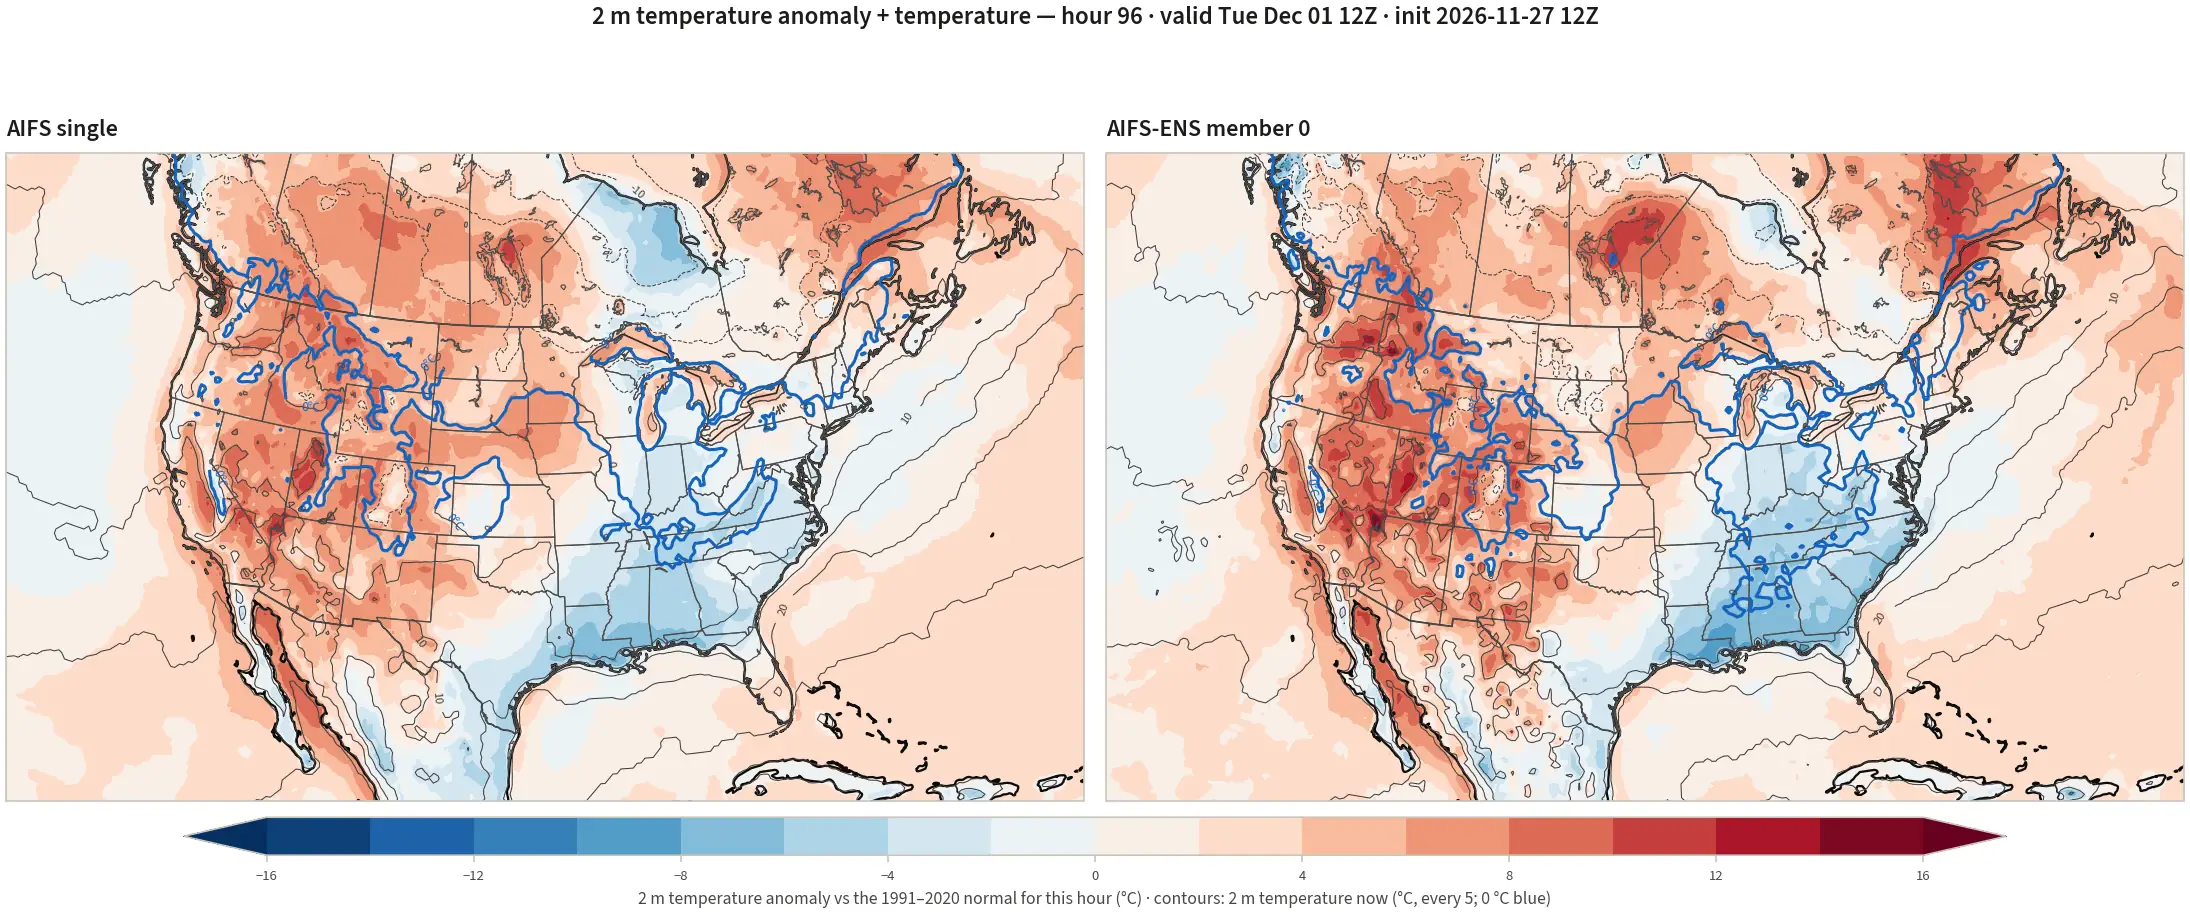 2 m temperature anomaly + temperature — hour 96 · valid Tue Dec 01 12Z · init 2026-11-27 12Z
AIFS single
AIFS-ENS member 0
−16 −12 −8 −4 0 4 8 12 16
2 m temperature anomaly vs the 1991–2020 normal for this hour (°C) · contours: 2 m temperature now (°C, every 5; 0 °C blue)